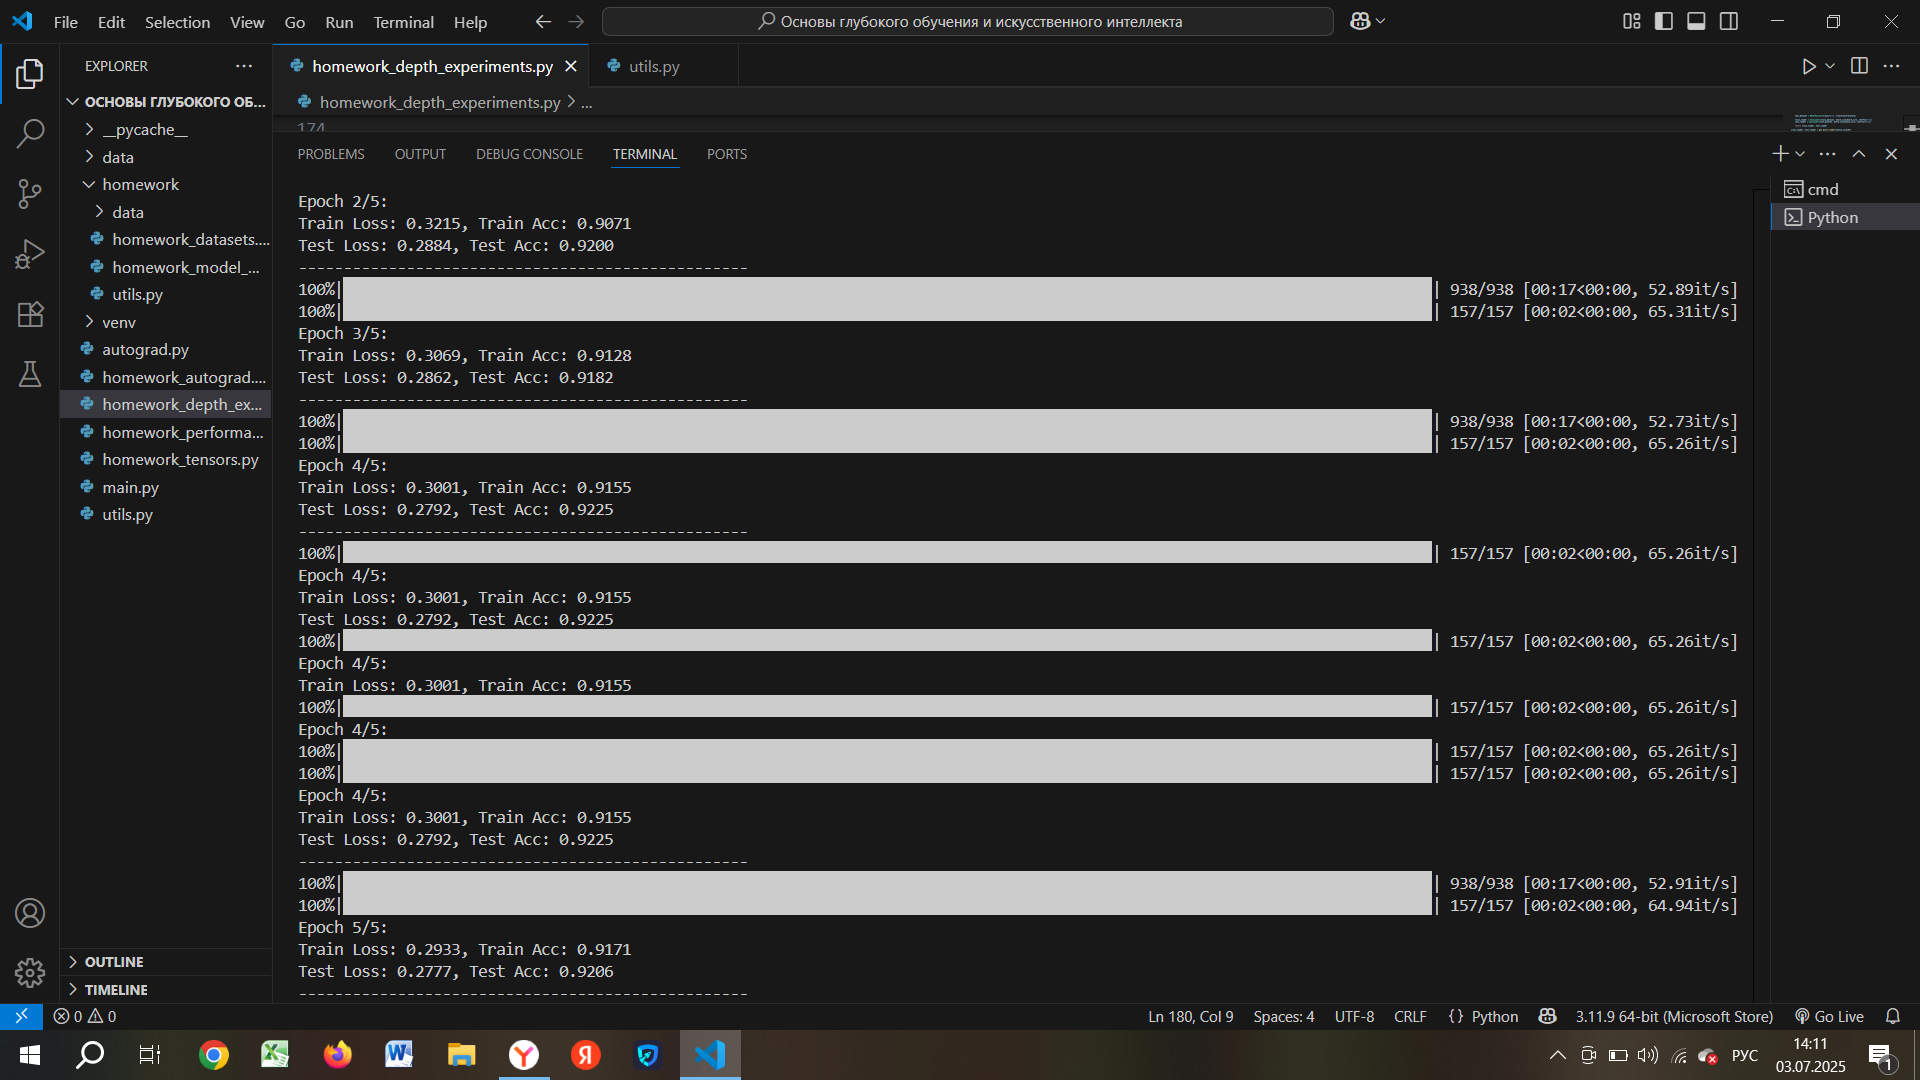 File Edit Selection View Go Run Terminal Help
Основы глубокого обучения и искусственного интеллекта
EXPLORER
ОСНОВЫ ГЛУБОКОГО ОБ...
__pycache__
data
homework
data
homework_datasets....
homework_model_...
utils.py
venv
autograd.py
homework_autograd....
homework_depth_ex...
homework_performa...
homework_tensors.py
main.py
utils.py
OUTLINE
TIMELINE
homework_depth_experiments.py
utils.py
homework_depth_experiments.py > ...
174
PROBLEMS OUTPUT DEBUG CONSOLE TERMINAL PORTS
cmd
Python
Epoch 2/5:
Train Loss: 0.3215, Train Acc: 0.9071
Test Loss: 0.2884, Test Acc: 0.9200
--------------------------------------------------
100%| | 938/938 [00:17<00:00, 52.89it/s]
100%| | 157/157 [00:02<00:00, 65.31it/s]
Epoch 3/5:
Train Loss: 0.3069, Train Acc: 0.9128
Test Loss: 0.2862, Test Acc: 0.9182
--------------------------------------------------
100%| | 938/938 [00:17<00:00, 52.73it/s]
100%| | 157/157 [00:02<00:00, 65.26it/s]
Epoch 4/5:
Train Loss: 0.3001, Train Acc: 0.9155
Test Loss: 0.2792, Test Acc: 0.9225
--------------------------------------------------
100%| | 157/157 [00:02<00:00, 65.26it/s]
Epoch 4/5:
Train Loss: 0.3001, Train Acc: 0.9155
Test Loss: 0.2792, Test Acc: 0.9225
100%| | 157/157 [00:02<00:00, 65.26it/s]
Epoch 4/5:
Train Loss: 0.3001, Train Acc: 0.9155
100%| | 157/157 [00:02<00:00, 65.26it/s]
Epoch 4/5:
100%| | 157/157 [00:02<00:00, 65.26it/s]
100%| | 157/157 [00:02<00:00, 65.26it/s]
Epoch 4/5:
Train Loss: 0.3001, Train Acc: 0.9155
Test Loss: 0.2792, Test Acc: 0.9225
--------------------------------------------------
100%| | 938/938 [00:17<00:00, 52.91it/s]
100%| | 157/157 [00:02<00:00, 64.94it/s]
Epoch 5/5:
Train Loss: 0.2933, Train Acc: 0.9171
Test Loss: 0.2777, Test Acc: 0.9206
--------------------------------------------------
0 0 Ln 180, Col 9 Spaces: 4 UTF-8 CRLF {} Python 3.11.9 64-bit (Microsoft Store) Go Live
РУС
14:11
03.07.2025
1